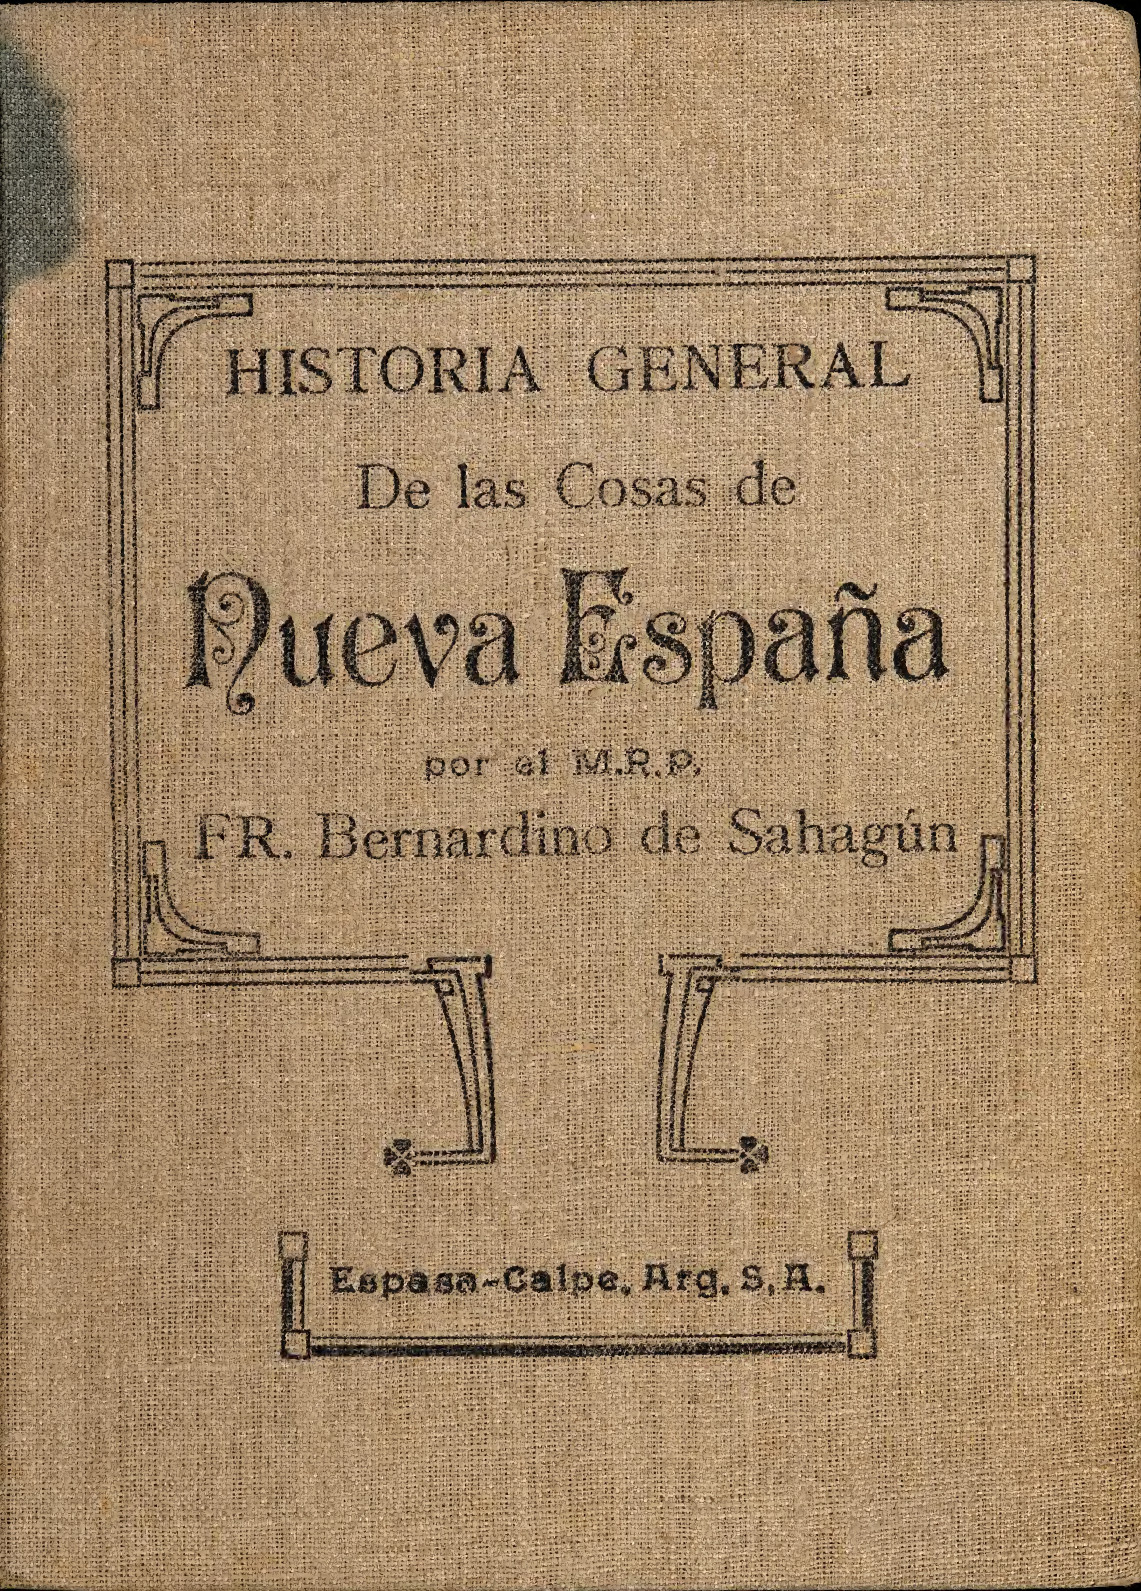 HISTORIA GENERAL
De las Cosas de
Nueva España
por el M.R.P.
FR. Bernardino de Sahagún
Espasa-Calpe, Arg. S. A.